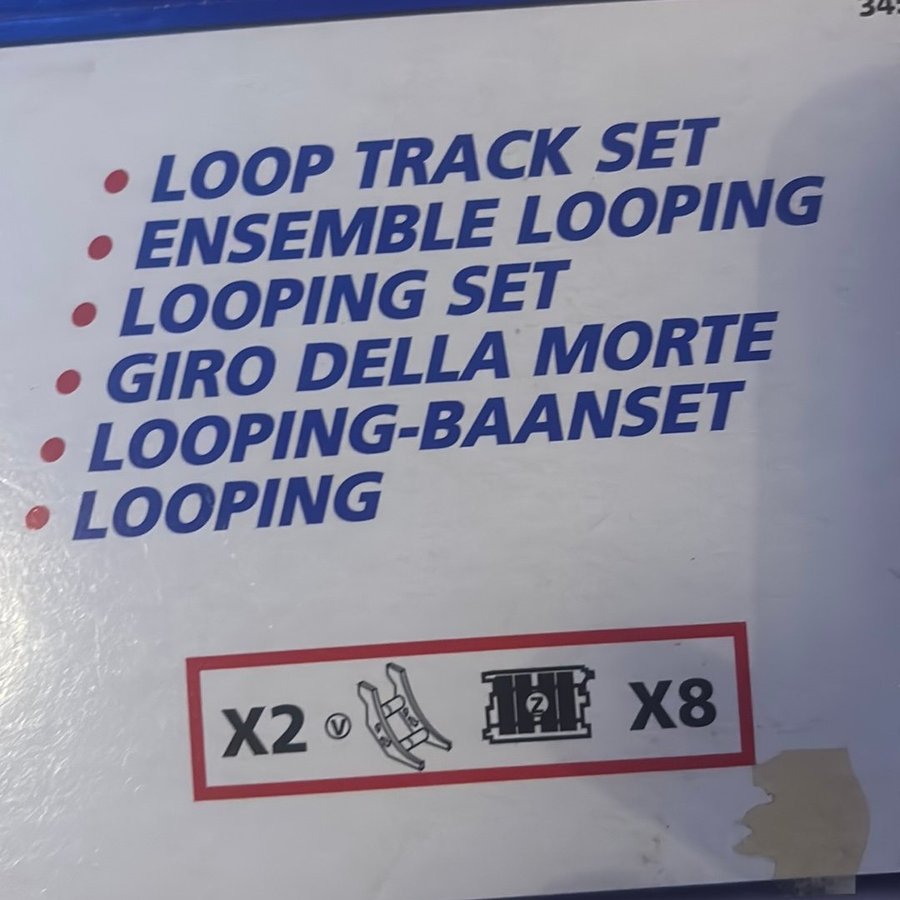 • LOOP TRACK SET
• ENSEMBLE LOOPING
• LOOPING SET
• GIRO DELLA MORTE
• LOOPING-BAANSET
• LOOPING
X2 V Z X8